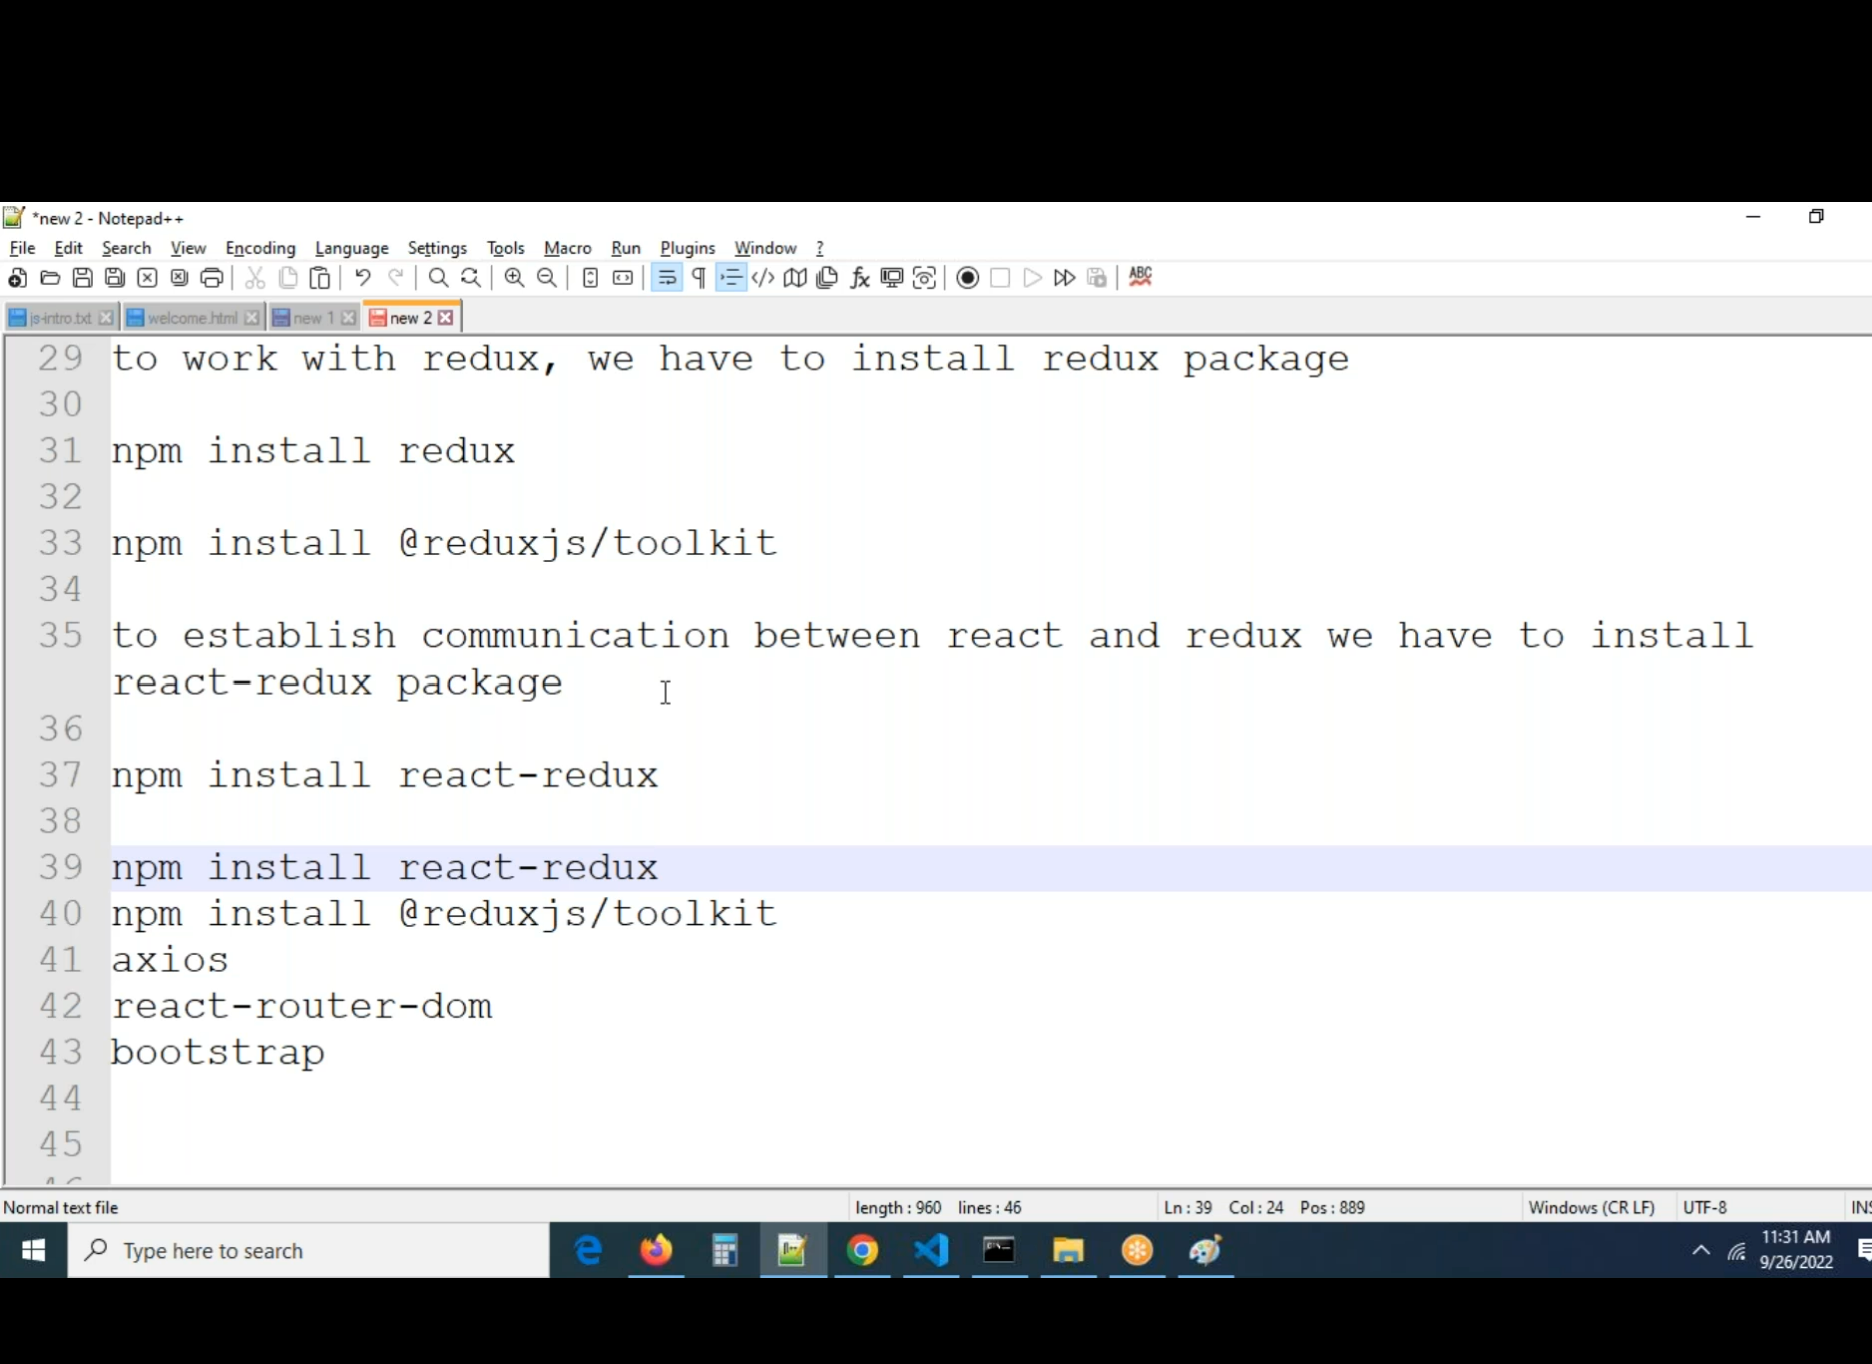 *new 2 - Notepad++
File Edit Search View Encoding Language Settings Tools Macro Run Plugins Window ?
js-intro.txt welcome.html new 1 new 2
29 to work with redux, we have to install redux package
30
31 npm install redux
32
33 npm install @reduxjs/toolkit
34
35 to establish communication between react and redux we have to install
react-redux package
36
37 npm install react-redux
38
39 npm install react-redux
40 npm install @reduxjs/toolkit
41 axios
42 react-router-dom
43 bootstrap
44
45
Normal text file length : 960 lines : 46 Ln : 39 Col : 24 Pos : 889 Windows (CR LF) UTF-8
Type here to search
11:31 AM
9/26/2022